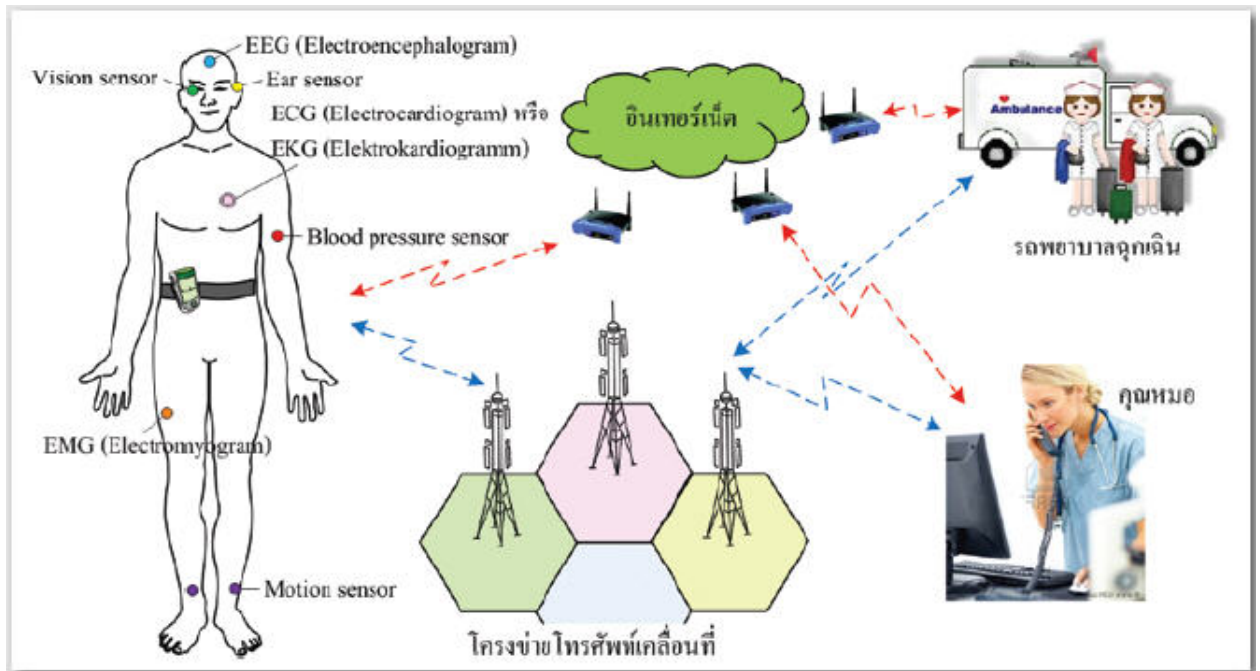 EEG (Electroencephalogram)
Vision sensor
Ear sensor
ECG (Electrocardiogram) หรือ
EKG (Elektrokardiogramm)
Blood pressure sensor
EMG (Electromyogram)
Motion sensor
อินเทอร์เน็ต
Ambulance
รถพยาบาลฉุกเฉิน
คุณหมอ
โครงข่ายโทรศัพท์เคลื่อนที่